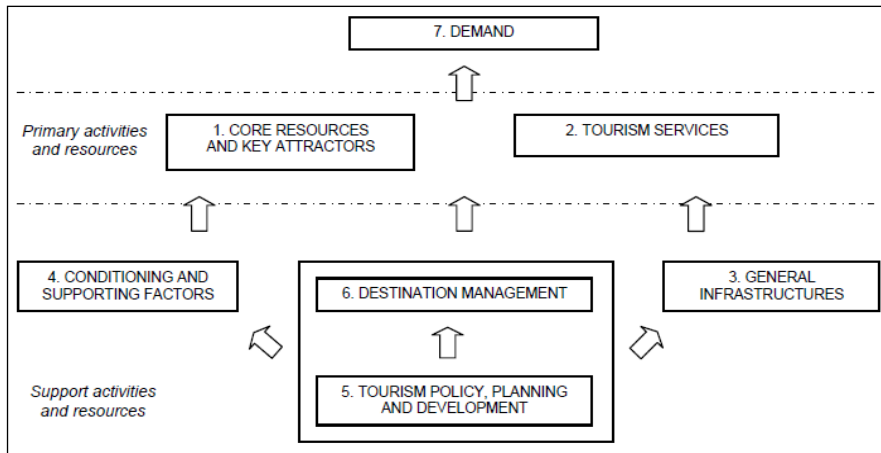 7. DEMAND
Primary activities
and resources
1. CORE RESOURCES
AND KEY ATTRACTORS
2. TOURISM SERVICES
4. CONDITIONING AND
SUPPORTING FACTORS
6. DESTINATION MANAGEMENT
3. GENERAL
INFRASTRUCTURES
Support activities
and resources
5. TOURISM POLICY, PLANNING
AND DEVELOPMENT